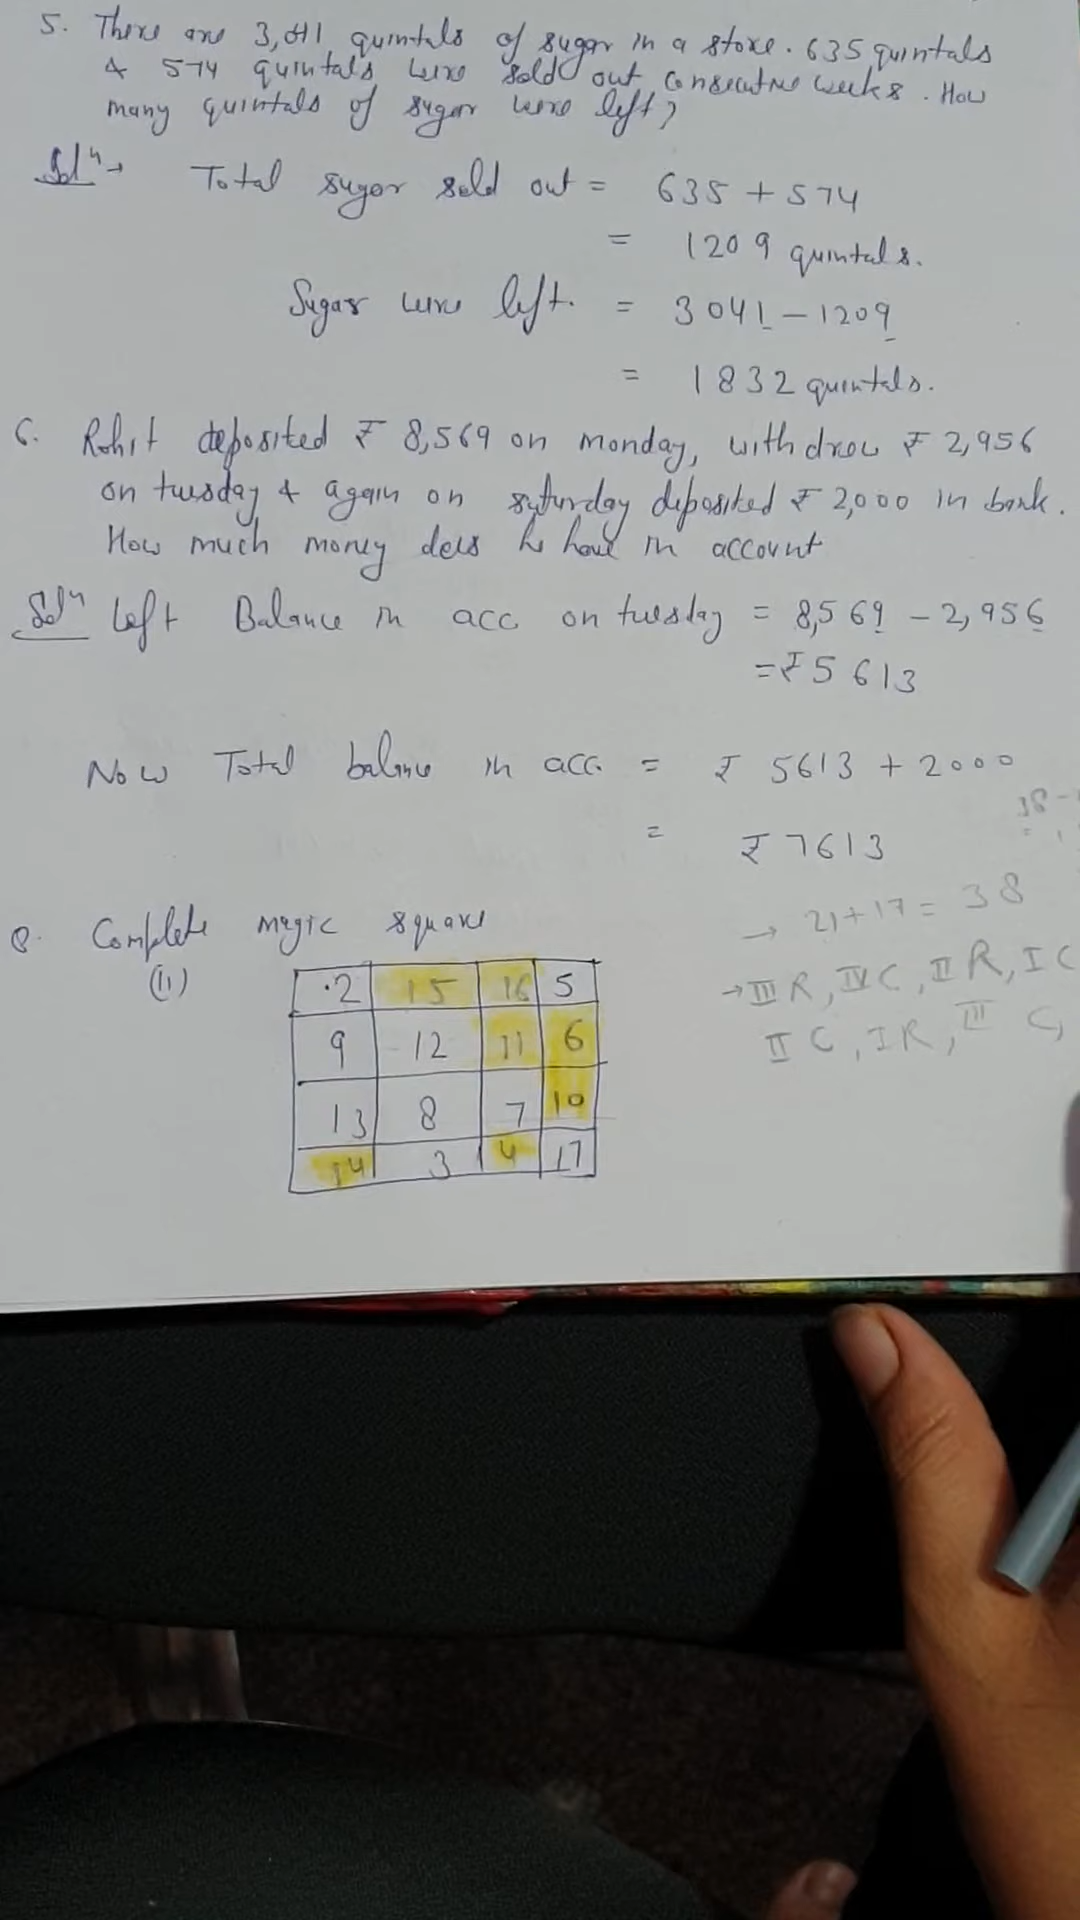 5. There are 3,041 quintals of sugar in a store. 635 quintals
& 574 quintals were sold out consecutive weeks. How
many quintals of sugar were left?
Solⁿ→ Total sugar sold out = 635 + 574
= 1209 quintals.
Sugar were left. = 3041 - 1209
= 1832 quintals.
6. Rohit deposited ₹ 8,569 on monday, withdrew ₹ 2,956
on tuesday & again on saturday deposited ₹ 2,000 in bank.
How much money does he have in account
Solⁿ Left Balance in acc on tuesday = 8,569 - 2,956
= ₹ 5613
Now Total balance in acc. = ₹ 5613 + 2000
= ₹ 7613
→ 21+17 = 38
8. Complete magic square
(ii)
→ III R, IV C, II R, I C
II C, I R, III C,
2 15 16 5
9 12 11 6
13 8 7 10
14 3 4 17